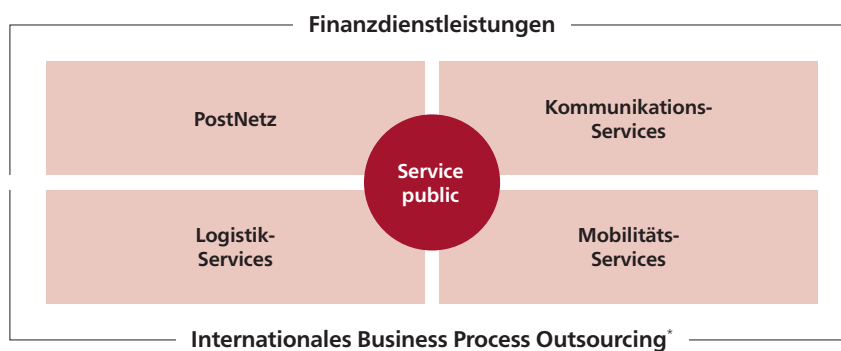 Finanzdienstleistungen
PostNetz
Kommunikations-
Services
Service
public
Logistik-
Services
Mobilitäts-
Services
Internationales Business Process Outsourcing*